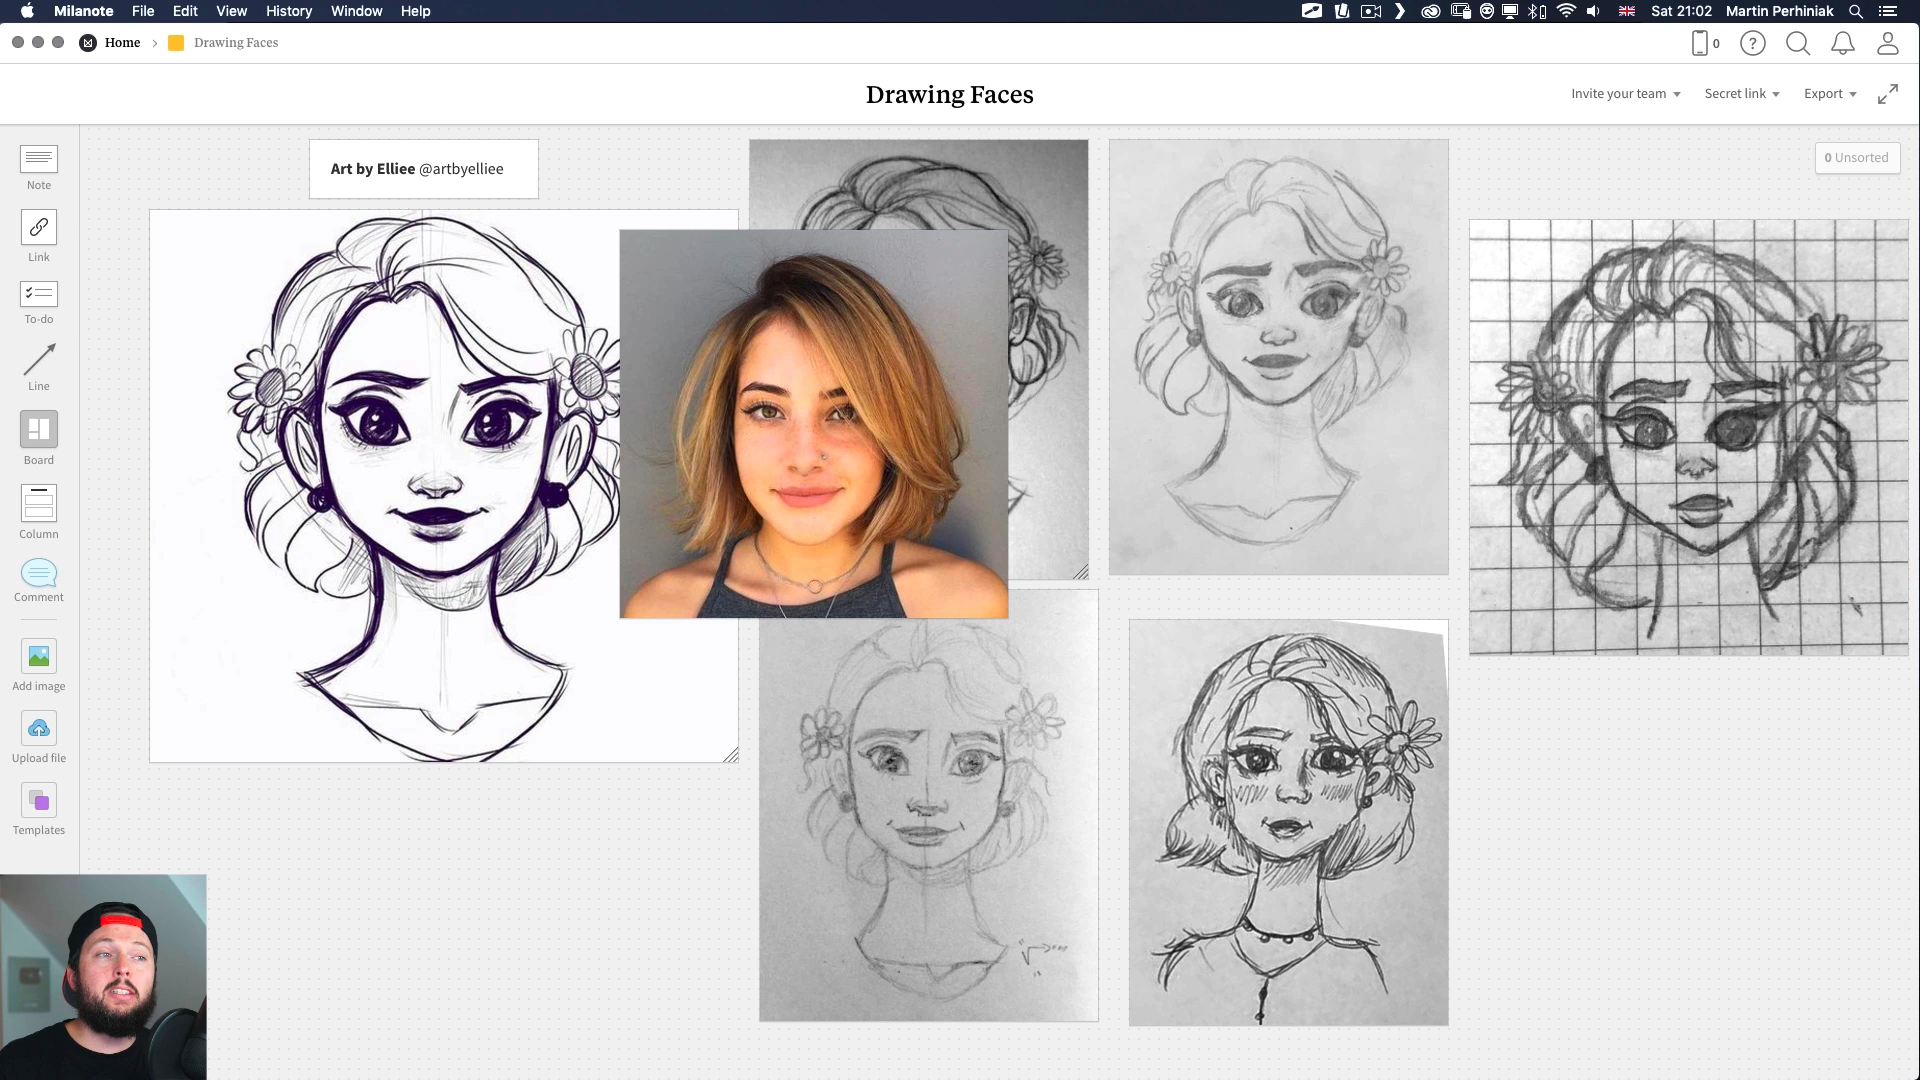 Milanote File Edit View History Window Help
Sat 21:02 Martin Perhiniak
Home Drawing Faces
0
?
Drawing Faces
Invite your team Secret link Export
0 Unsorted
Note
Link
To-do
Line
Board
Column
Comment
Add image
Upload file
Templates
Art by Elliee @artbyelliee